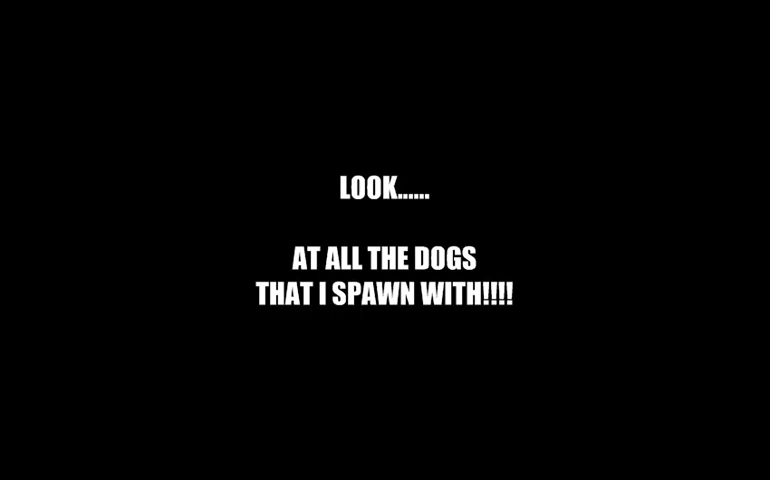 LOOK......
AT ALL THE DOGS
THAT I SPAWN WITH!!!!